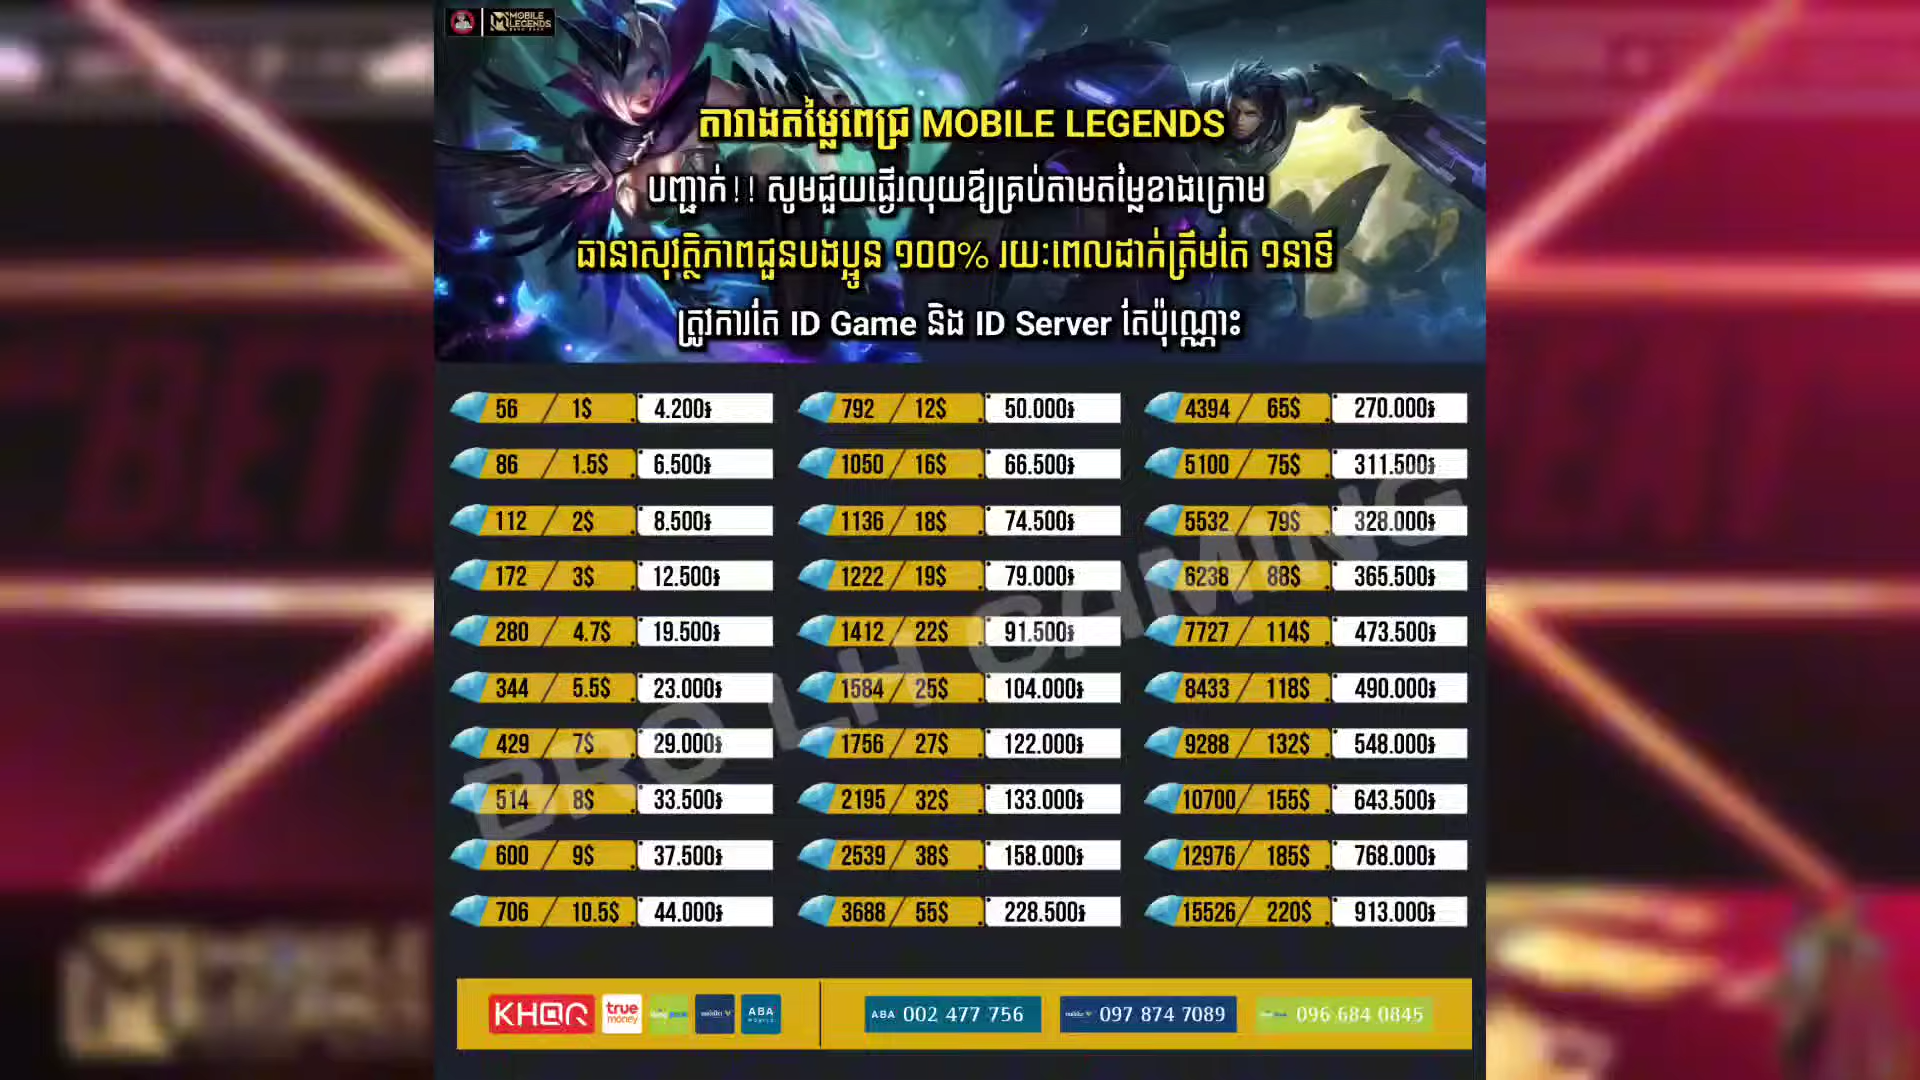 MOBILE LEGENDS
BANG BANG
តារាងតម្លៃពេជ្រ MOBILE LEGENDS
បញ្ជាក់!! សូមជួយផ្ញើរលុយឱ្យគ្រប់តាមតម្លៃខាងក្រោម
ធានាសុវត្ថិភាពជួនបងប្អូន ១០០% រយៈពេលដាក់ត្រឹមតែ ១នាទី
ត្រូវការតែ ID Game និង ID Server តែប៉ុណ្ណោះ
56 / 1$ 4.200៛
86 / 1.5$ 6.500៛
112 / 2$ 8.500៛
172 / 3$ 12.500៛
280 / 4.7$ 19.500៛
344 / 5.5$ 23.000៛
429 / 7$ 29.000៛
514 / 8$ 33.500៛
600 / 9$ 37.500៛
706 / 10.5$ 44.000៛
792 / 12$ 50.000៛
1050 / 16$ 66.500៛
1136 / 18$ 74.500៛
1222 / 19$ 79.000៛
1412 / 22$ 91.500៛
1584 / 25$ 104.000៛
1756 / 27$ 122.000៛
2195 / 32$ 133.000៛
2539 / 38$ 158.000៛
3688 / 55$ 228.500៛
4394 / 65$ 270.000៛
5100 / 75$ 311.500៛
5532 / 79$ 328.000៛
6238 / 88$ 365.500៛
7727 / 114$ 473.500៛
8433 / 118$ 490.000៛
9288 / 132$ 548.000៛
10700 / 155$ 643.500៛
12976 / 185$ 768.000៛
15526 / 220$ 913.000៛
BRO LH GAMING
KHQR true money ABA
ABA 002 477 756
097 874 7089
096 684 0845